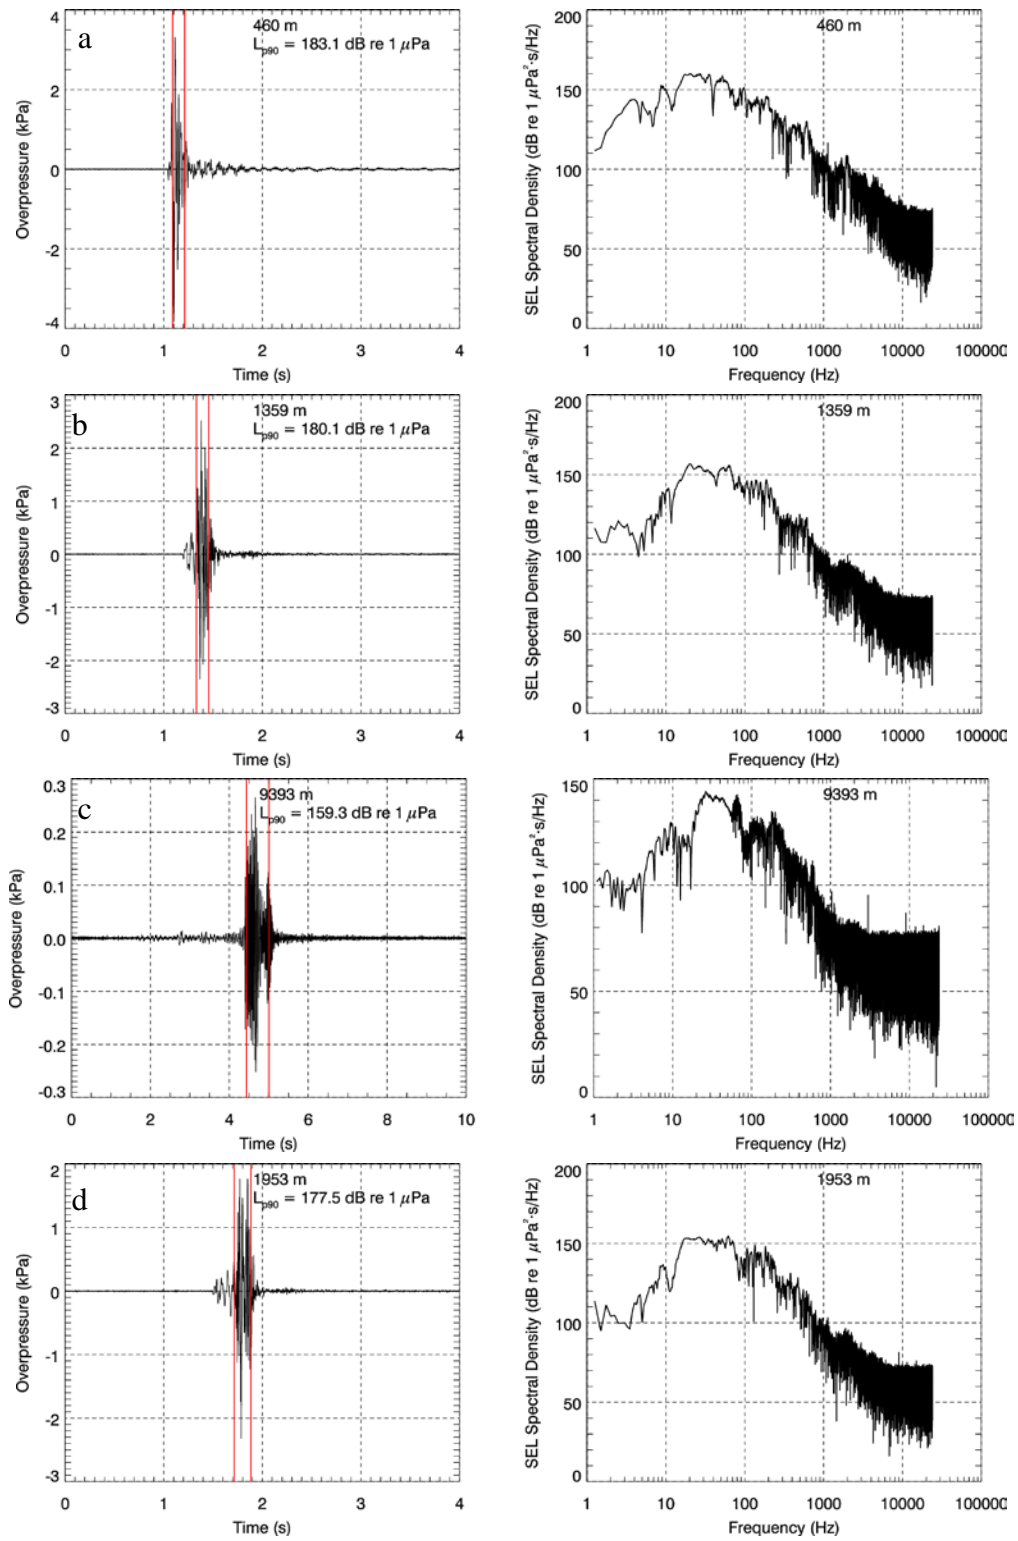 a
460 m
Lp90 = 183.1 dB re 1 μPa
Overpressure (kPa)
4
2
0
-2
-4
0 1 2 3 4
Time (s)
460 m
SEL Spectral Density (dB re 1 μPa²·s/Hz)
200
150
100
50
0
1 10 100 1000 10000 100000
Frequency (Hz)
b
1359 m
Lp90 = 180.1 dB re 1 μPa
Overpressure (kPa)
3
2
1
0
-1
-2
-3
0 1 2 3 4
Time (s)
1359 m
SEL Spectral Density (dB re 1 μPa²·s/Hz)
200
150
100
50
0
1 10 100 1000 10000 100000
Frequency (Hz)
c
9393 m
Lp90 = 159.3 dB re 1 μPa
Overpressure (kPa)
0.3
0.2
0.1
0.0
-0.1
-0.2
-0.3
0 2 4 6 8 10
Time (s)
9393 m
SEL Spectral Density (dB re 1 μPa²·s/Hz)
150
100
50
0
1 10 100 1000 10000 100000
Frequency (Hz)
d
1953 m
Lp90 = 177.5 dB re 1 μPa
Overpressure (kPa)
2
1
0
-1
-2
-3
0 1 2 3 4
Time (s)
1953 m
SEL Spectral Density (dB re 1 μPa²·s/Hz)
200
150
100
50
0
1 10 100 1000 10000 100000
Frequency (Hz)